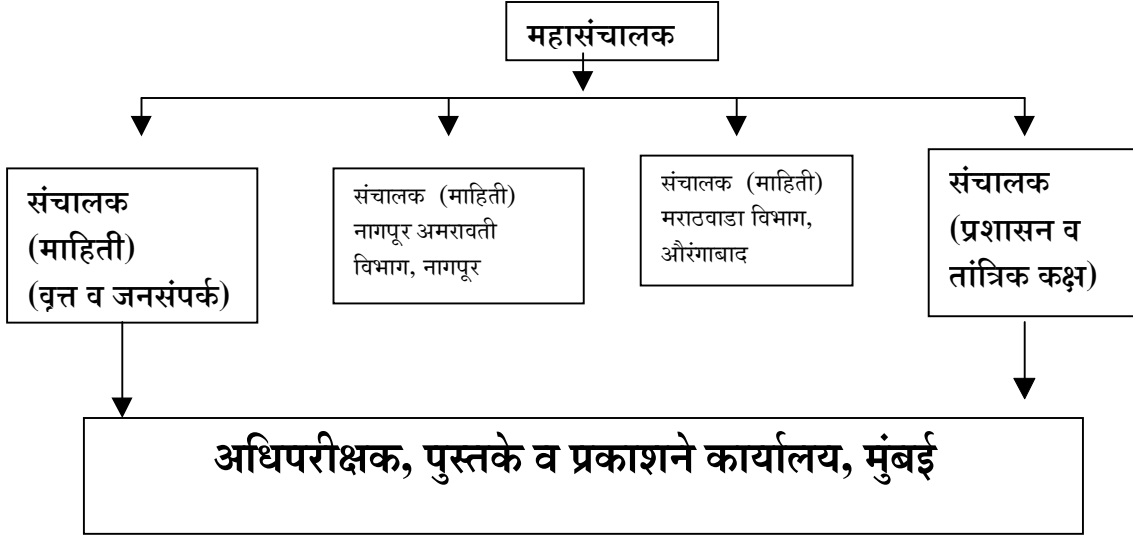 महासंचालक
संचालक
(माहिती)
(वृत्त व जनसंपर्क)
संचालक (माहिती)
नागपूर अमरावती
विभाग, नागपूर
संचालक (माहिती)
मराठवाडा विभाग,
औरंगाबाद
संचालक
(प्रशासन व
तांत्रिक कक्ष)
अधिपरीक्षक, पुस्तके व प्रकाशने कार्यालय, मुंबई